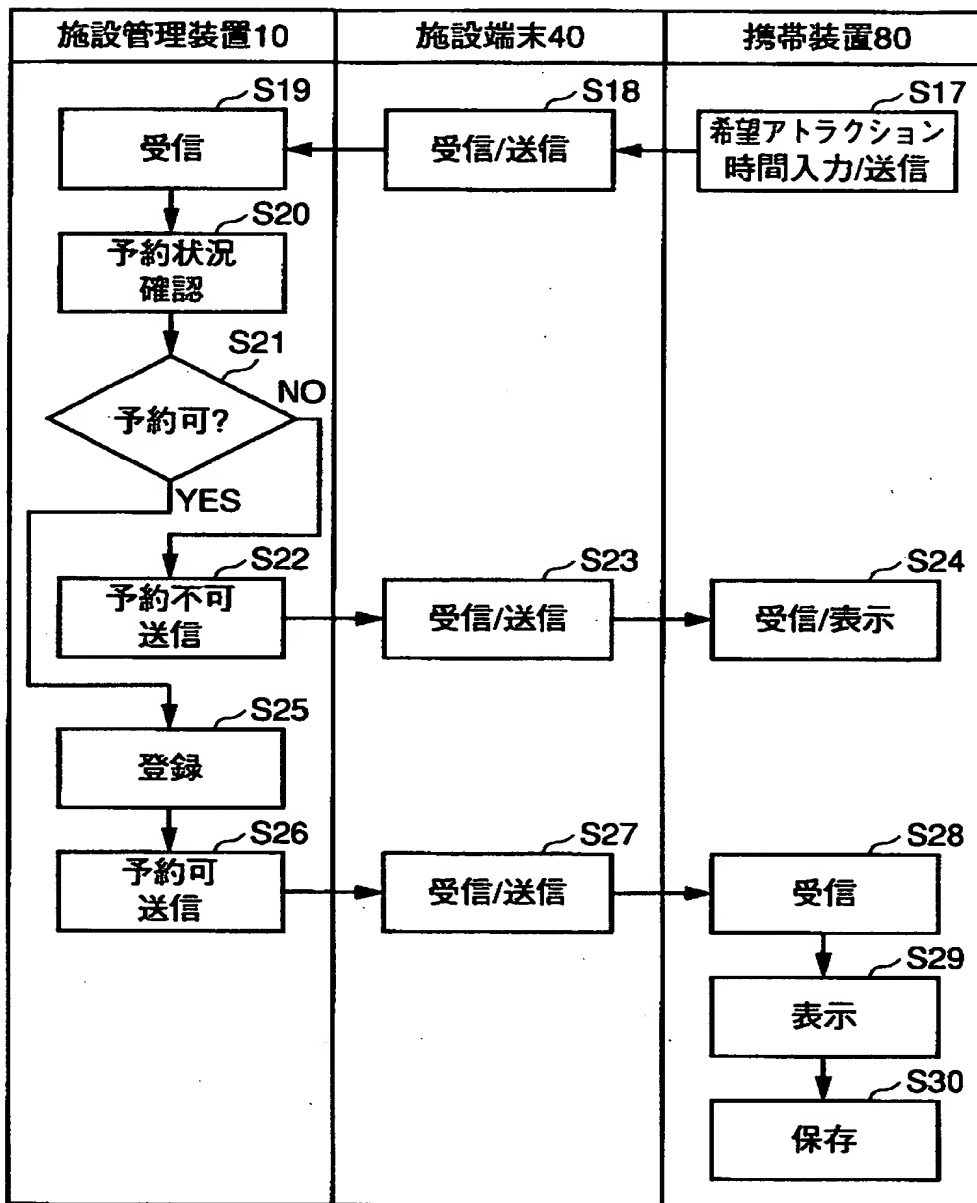 施設管理装置10
施設端末40
携帯装置80
S19
受信
S18
受信/送信
S17
希望アトラクション
時間入力/送信
S20
予約状況
確認
S21
予約可?
NO
YES
S22
予約不可
送信
S23
受信/送信
S24
受信/表示
S25
登録
S26
予約可
送信
S27
受信/送信
S28
受信
S29
表示
S30
保存